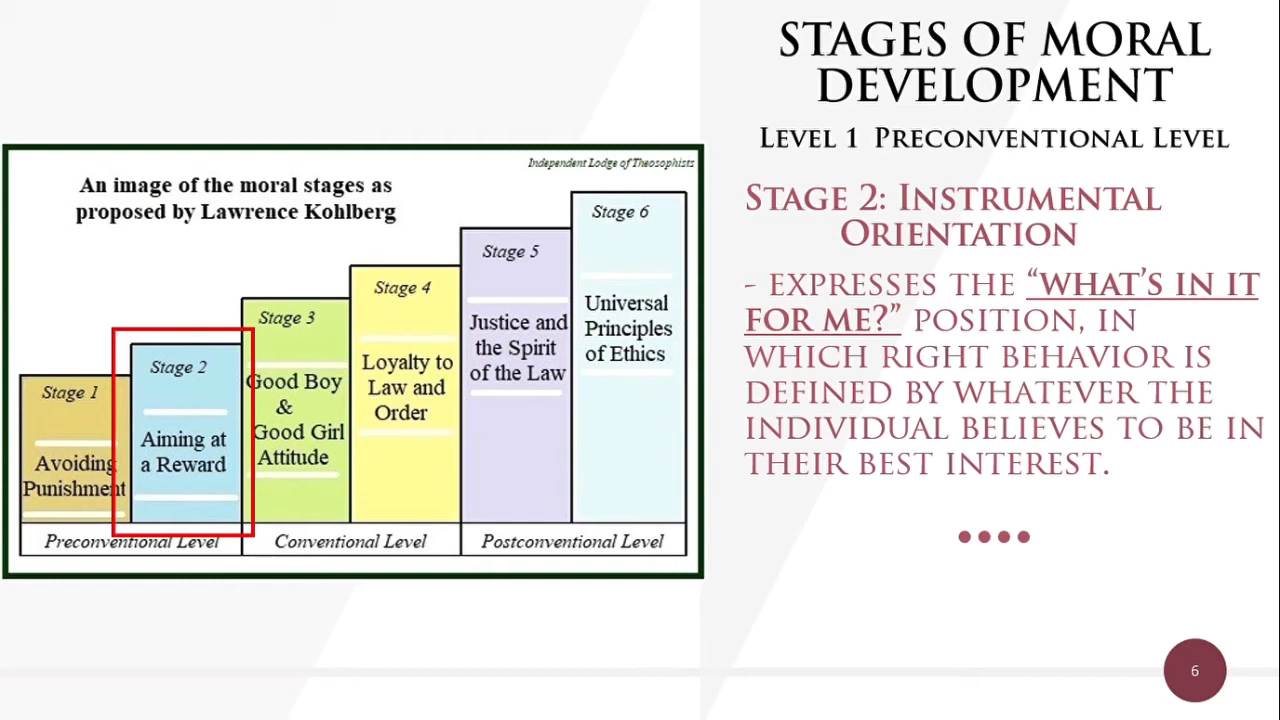 STAGES OF MORAL
DEVELOPMENT
LEVEL 1 PRECONVENTIONAL LEVEL
STAGE 2: INSTRUMENTAL
ORIENTATION
- EXPRESSES THE “WHAT’S IN IT
FOR ME?” POSITION, IN
WHICH RIGHT BEHAVIOR IS
DEFINED BY WHATEVER THE
INDIVIDUAL BELIEVES TO BE IN
THEIR BEST INTEREST.
Independent Lodge of Theosophists
An image of the moral stages as
proposed by Lawrence Kohlberg
Stage 1
Avoiding
Punishment
Stage 2
Aiming at
a Reward
Stage 3
Good Boy
&
Good Girl
Attitude
Stage 4
Loyalty to
Law and
Order
Stage 5
Justice and
the Spirit
of the Law
Stage 6
Universal
Principles
of Ethics
Preconventional Level
Conventional Level
Postconventional Level
6